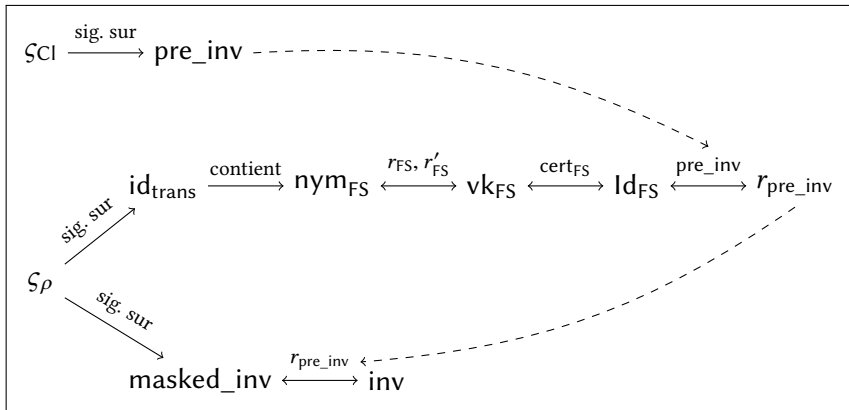 sig. sur
ςCl pre_inv
contient r_FS, r′_FS cert_FS pre_inv
id_trans nym_FS vk_FS Id_FS r_pre_inv
sig. sur
ς_ρ
sig. sur
r_pre_inv
masked_inv inv